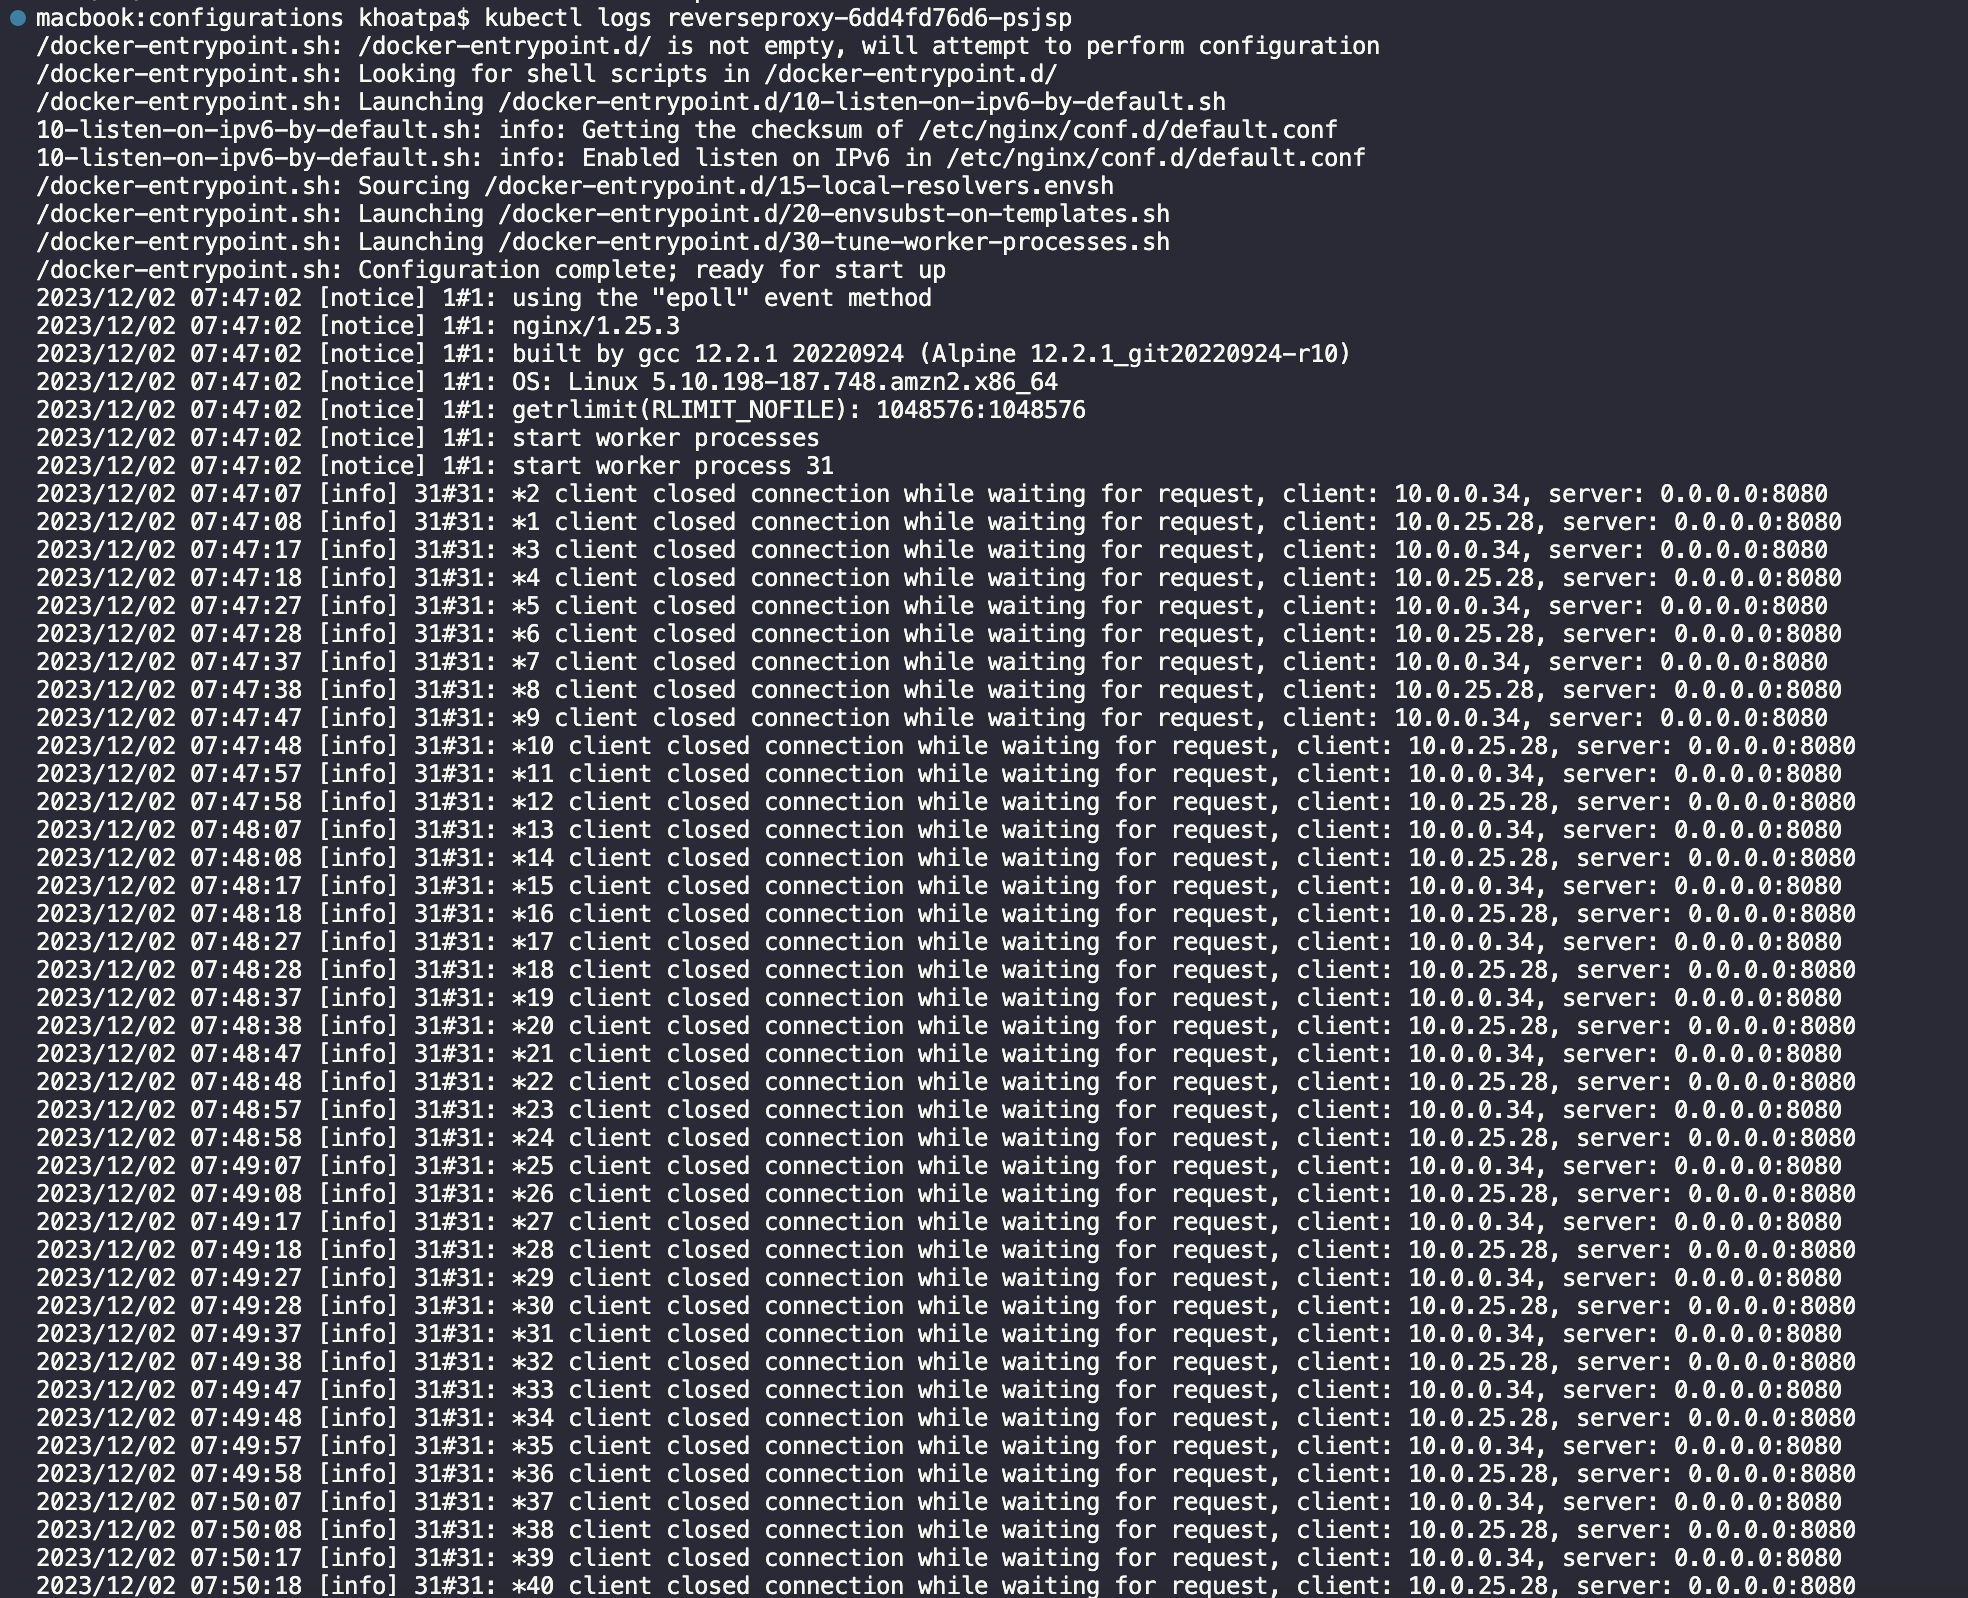 macbook:configurations khoatpa$ kubectl logs reverseproxy-6dd4fd76d6-psjsp
/docker-entrypoint.sh: /docker-entrypoint.d/ is not empty, will attempt to perform configuration
/docker-entrypoint.sh: Looking for shell scripts in /docker-entrypoint.d/
/docker-entrypoint.sh: Launching /docker-entrypoint.d/10-listen-on-ipv6-by-default.sh
10-listen-on-ipv6-by-default.sh: info: Getting the checksum of /etc/nginx/conf.d/default.conf
10-listen-on-ipv6-by-default.sh: info: Enabled listen on IPv6 in /etc/nginx/conf.d/default.conf
/docker-entrypoint.sh: Sourcing /docker-entrypoint.d/15-local-resolvers.envsh
/docker-entrypoint.sh: Launching /docker-entrypoint.d/20-envsubst-on-templates.sh
/docker-entrypoint.sh: Launching /docker-entrypoint.d/30-tune-worker-processes.sh
/docker-entrypoint.sh: Configuration complete; ready for start up
2023/12/02 07:47:02 [notice] 1#1: using the "epoll" event method
2023/12/02 07:47:02 [notice] 1#1: nginx/1.25.3
2023/12/02 07:47:02 [notice] 1#1: built by gcc 12.2.1 20220924 (Alpine 12.2.1_git20220924-r10)
2023/12/02 07:47:02 [notice] 1#1: OS: Linux 5.10.198-187.748.amzn2.x86_64
2023/12/02 07:47:02 [notice] 1#1: getrlimit(RLIMIT_NOFILE): 1048576:1048576
2023/12/02 07:47:02 [notice] 1#1: start worker processes
2023/12/02 07:47:02 [notice] 1#1: start worker process 31
2023/12/02 07:47:07 [info] 31#31: *2 client closed connection while waiting for request, client: 10.0.0.34, server: 0.0.0.0:8080
2023/12/02 07:47:08 [info] 31#31: *1 client closed connection while waiting for request, client: 10.0.25.28, server: 0.0.0.0:8080
2023/12/02 07:47:17 [info] 31#31: *3 client closed connection while waiting for request, client: 10.0.0.34, server: 0.0.0.0:8080
2023/12/02 07:47:18 [info] 31#31: *4 client closed connection while waiting for request, client: 10.0.25.28, server: 0.0.0.0:8080
2023/12/02 07:47:27 [info] 31#31: *5 client closed connection while waiting for request, client: 10.0.0.34, server: 0.0.0.0:8080
2023/12/02 07:47:28 [info] 31#31: *6 client closed connection while waiting for request, client: 10.0.25.28, server: 0.0.0.0:8080
2023/12/02 07:47:37 [info] 31#31: *7 client closed connection while waiting for request, client: 10.0.0.34, server: 0.0.0.0:8080
2023/12/02 07:47:38 [info] 31#31: *8 client closed connection while waiting for request, client: 10.0.25.28, server: 0.0.0.0:8080
2023/12/02 07:47:47 [info] 31#31: *9 client closed connection while waiting for request, client: 10.0.0.34, server: 0.0.0.0:8080
2023/12/02 07:47:48 [info] 31#31: *10 client closed connection while waiting for request, client: 10.0.25.28, server: 0.0.0.0:8080
2023/12/02 07:47:57 [info] 31#31: *11 client closed connection while waiting for request, client: 10.0.0.34, server: 0.0.0.0:8080
2023/12/02 07:47:58 [info] 31#31: *12 client closed connection while waiting for request, client: 10.0.25.28, server: 0.0.0.0:8080
2023/12/02 07:48:07 [info] 31#31: *13 client closed connection while waiting for request, client: 10.0.0.34, server: 0.0.0.0:8080
2023/12/02 07:48:08 [info] 31#31: *14 client closed connection while waiting for request, client: 10.0.25.28, server: 0.0.0.0:8080
2023/12/02 07:48:17 [info] 31#31: *15 client closed connection while waiting for request, client: 10.0.0.34, server: 0.0.0.0:8080
2023/12/02 07:48:18 [info] 31#31: *16 client closed connection while waiting for request, client: 10.0.25.28, server: 0.0.0.0:8080
2023/12/02 07:48:27 [info] 31#31: *17 client closed connection while waiting for request, client: 10.0.0.34, server: 0.0.0.0:8080
2023/12/02 07:48:28 [info] 31#31: *18 client closed connection while waiting for request, client: 10.0.25.28, server: 0.0.0.0:8080
2023/12/02 07:48:37 [info] 31#31: *19 client closed connection while waiting for request, client: 10.0.0.34, server: 0.0.0.0:8080
2023/12/02 07:48:38 [info] 31#31: *20 client closed connection while waiting for request, client: 10.0.25.28, server: 0.0.0.0:8080
2023/12/02 07:48:47 [info] 31#31: *21 client closed connection while waiting for request, client: 10.0.0.34, server: 0.0.0.0:8080
2023/12/02 07:48:48 [info] 31#31: *22 client closed connection while waiting for request, client: 10.0.25.28, server: 0.0.0.0:8080
2023/12/02 07:48:57 [info] 31#31: *23 client closed connection while waiting for request, client: 10.0.0.34, server: 0.0.0.0:8080
2023/12/02 07:48:58 [info] 31#31: *24 client closed connection while waiting for request, client: 10.0.25.28, server: 0.0.0.0:8080
2023/12/02 07:49:07 [info] 31#31: *25 client closed connection while waiting for request, client: 10.0.0.34, server: 0.0.0.0:8080
2023/12/02 07:49:08 [info] 31#31: *26 client closed connection while waiting for request, client: 10.0.25.28, server: 0.0.0.0:8080
2023/12/02 07:49:17 [info] 31#31: *27 client closed connection while waiting for request, client: 10.0.0.34, server: 0.0.0.0:8080
2023/12/02 07:49:18 [info] 31#31: *28 client closed connection while waiting for request, client: 10.0.25.28, server: 0.0.0.0:8080
2023/12/02 07:49:27 [info] 31#31: *29 client closed connection while waiting for request, client: 10.0.0.34, server: 0.0.0.0:8080
2023/12/02 07:49:28 [info] 31#31: *30 client closed connection while waiting for request, client: 10.0.25.28, server: 0.0.0.0:8080
2023/12/02 07:49:37 [info] 31#31: *31 client closed connection while waiting for request, client: 10.0.0.34, server: 0.0.0.0:8080
2023/12/02 07:49:38 [info] 31#31: *32 client closed connection while waiting for request, client: 10.0.25.28, server: 0.0.0.0:8080
2023/12/02 07:49:47 [info] 31#31: *33 client closed connection while waiting for request, client: 10.0.0.34, server: 0.0.0.0:8080
2023/12/02 07:49:48 [info] 31#31: *34 client closed connection while waiting for request, client: 10.0.25.28, server: 0.0.0.0:8080
2023/12/02 07:49:57 [info] 31#31: *35 client closed connection while waiting for request, client: 10.0.0.34, server: 0.0.0.0:8080
2023/12/02 07:49:58 [info] 31#31: *36 client closed connection while waiting for request, client: 10.0.25.28, server: 0.0.0.0:8080
2023/12/02 07:50:07 [info] 31#31: *37 client closed connection while waiting for request, client: 10.0.0.34, server: 0.0.0.0:8080
2023/12/02 07:50:08 [info] 31#31: *38 client closed connection while waiting for request, client: 10.0.25.28, server: 0.0.0.0:8080
2023/12/02 07:50:17 [info] 31#31: *39 client closed connection while waiting for request, client: 10.0.0.34, server: 0.0.0.0:8080
2023/12/02 07:50:18 [info] 31#31: *40 client closed connection while waiting for request, client: 10.0.25.28, server: 0.0.0.0:8080